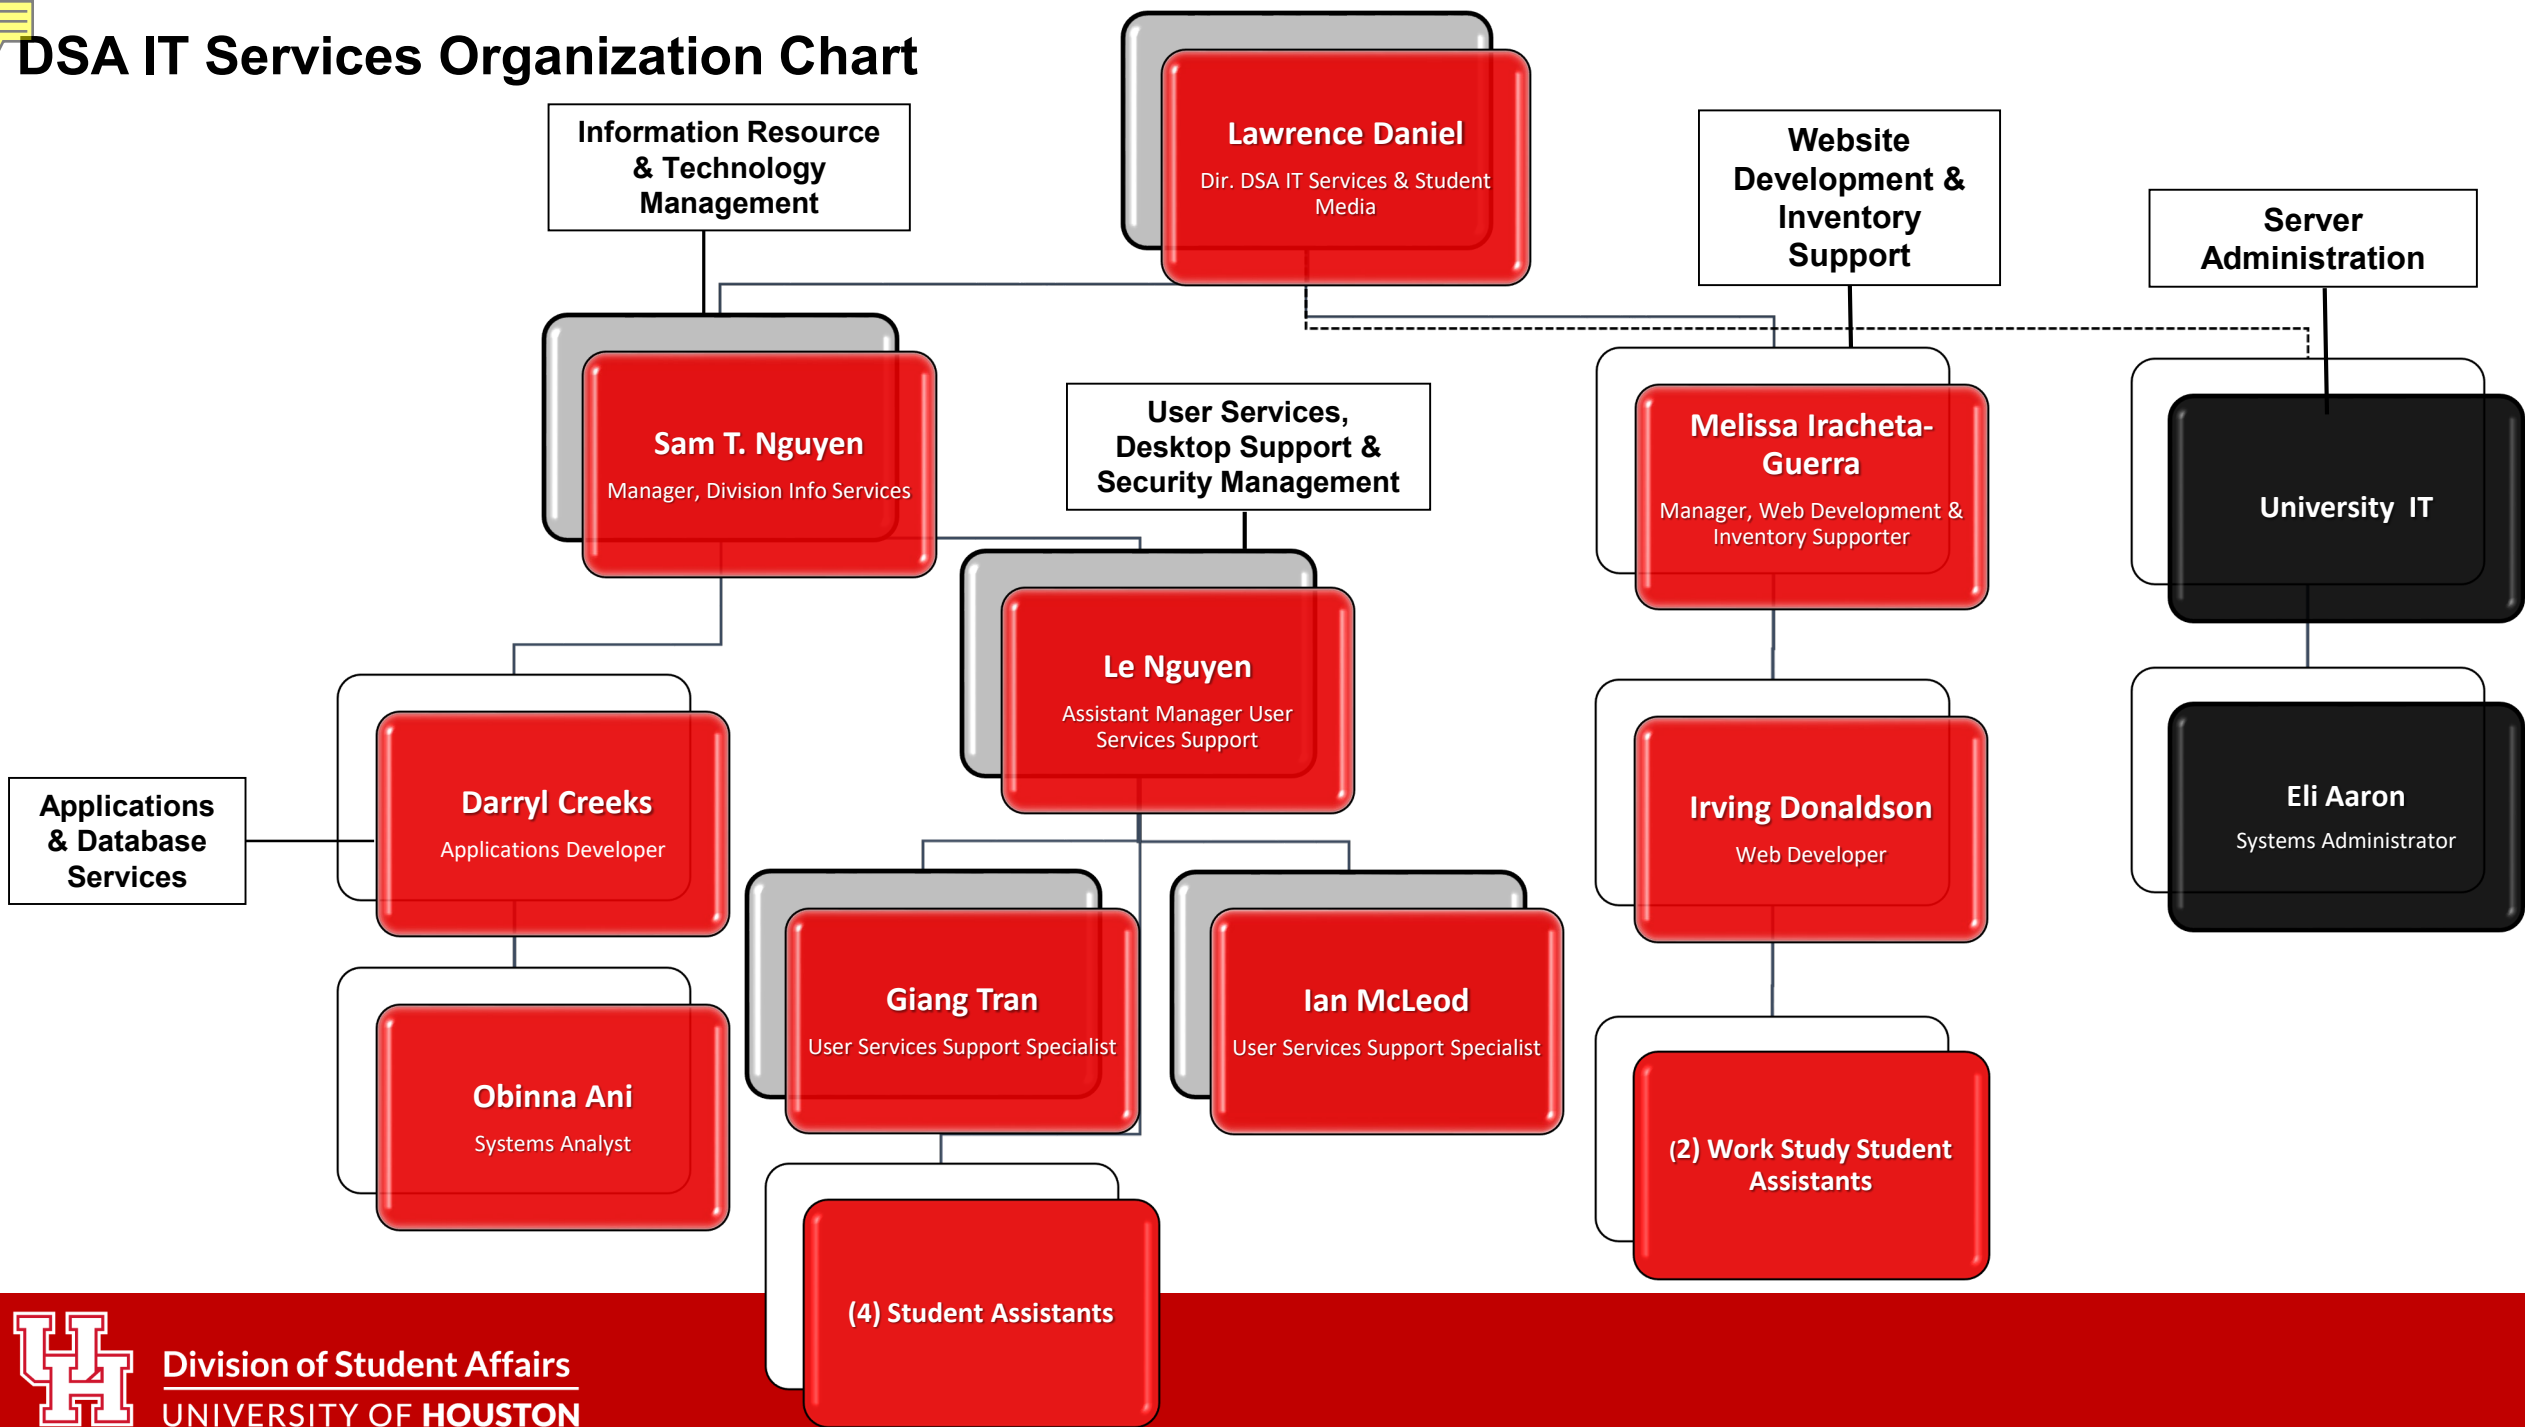 DSA IT Services Organization Chart
Lawrence Daniel
Dir. DSA IT Services & Student
Media
Information Resource
& Technology
Management
Website
Development &
Inventory
Support
Server
Administration
Sam T. Nguyen
Manager, Division Info Services
User Services,
Desktop Support &
Security Management
Melissa Iracheta-
Guerra
Manager, Web Development &
Inventory Supporter
University IT
Le Nguyen
Assistant Manager User
Services Support
Applications
& Database
Services
Darryl Creeks
Applications Developer
Irving Donaldson
Web Developer
Eli Aaron
Systems Administrator
Giang Tran
User Services Support Specialist
Ian McLeod
User Services Support Specialist
Obinna Ani
Systems Analyst
(2) Work Study Student
Assistants
(4) Student Assistants
UH
Division of Student Affairs
UNIVERSITY OF HOUSTON